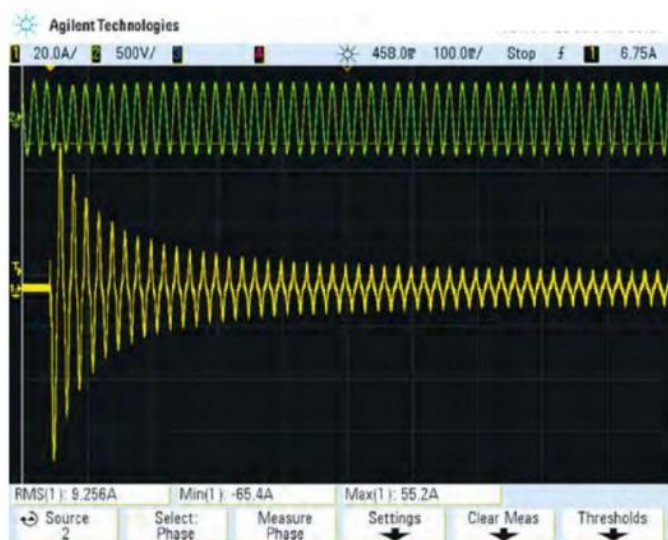 Agilent Technologies
1 20.0A/ 2 500V/ 3 4 458.0 100.0 / Stop 1 6.75A
2
RMS(1): 9.256A Min(1): -65.4A Max(1): 55.2A
Source Select: Measure Settings Clear Meas Thresholds
2 Phase Phase